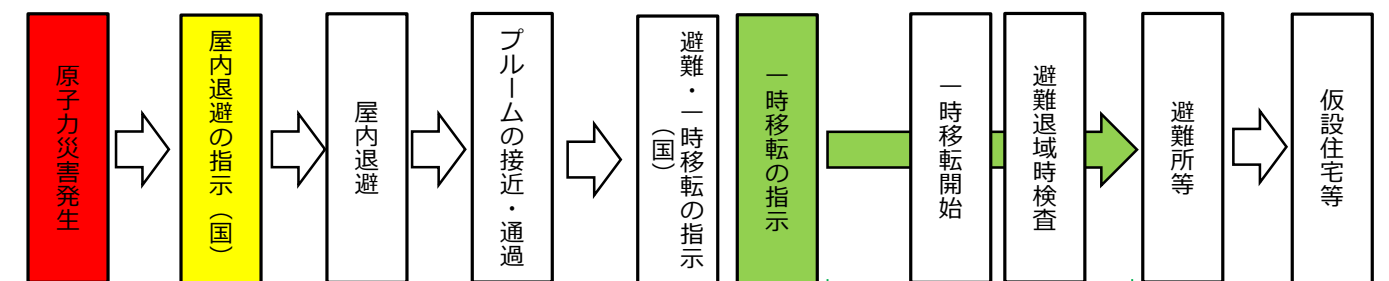 原子力災害発生
屋内退避の指示（国）
屋内退避
プルームの接近・通過
避難・一時移転の指示
（国）
一時移転の指示
一時移転開始
避難退域時検査
避難所等
仮設住宅等